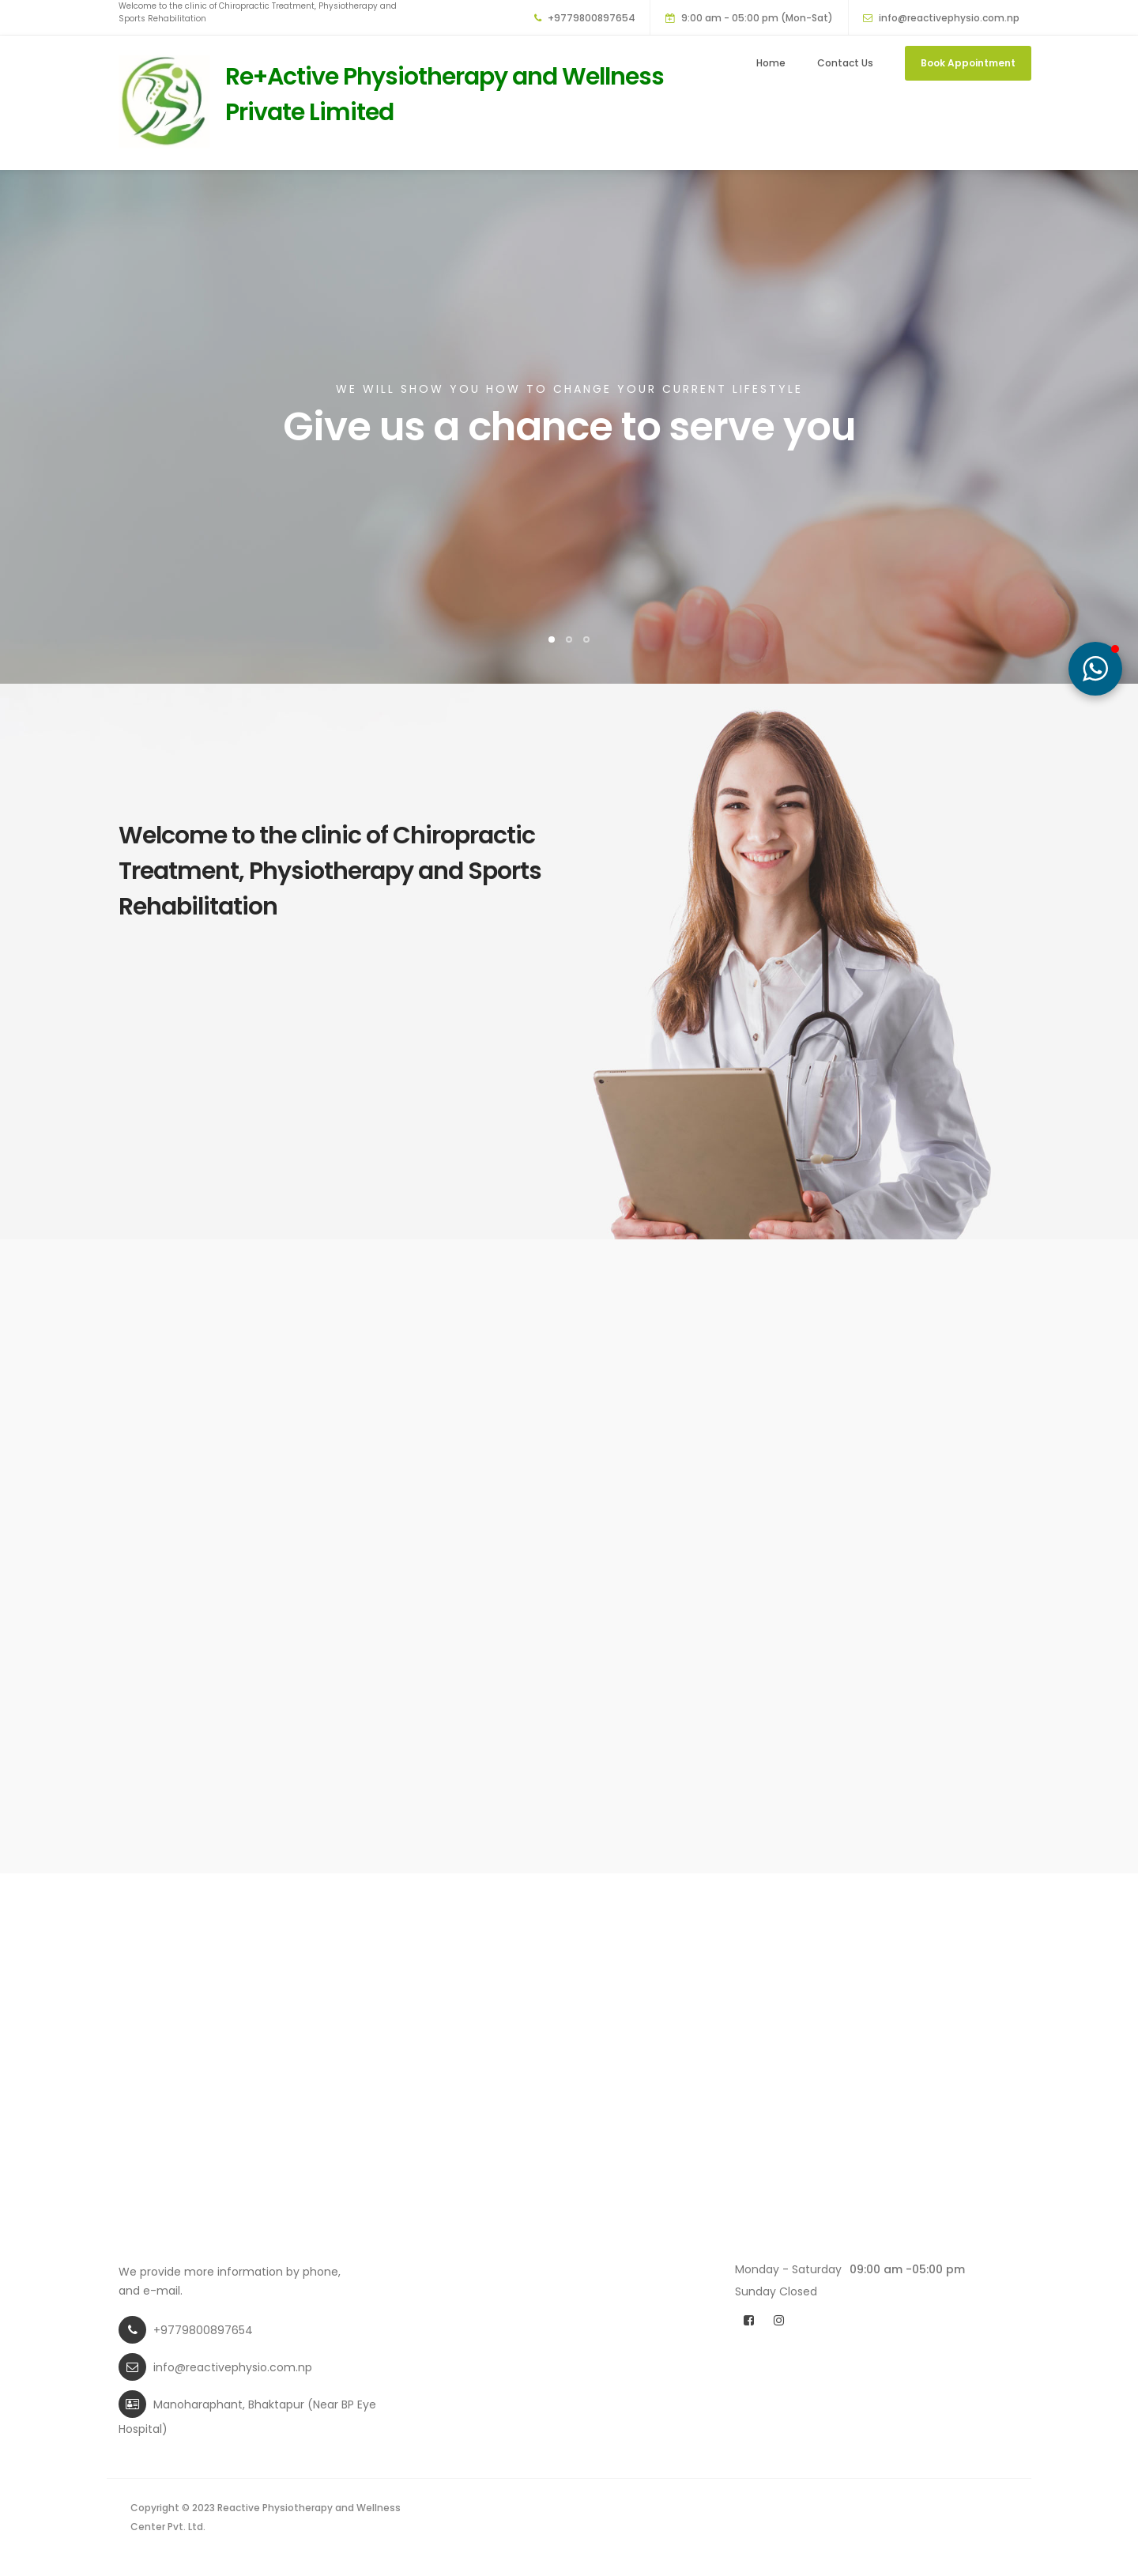 Welcome to the clinic of Chiropractic Treatment, Physiotherapy and
Sports Rehabilitation
+9779800897654
9:00 am - 05:00 pm (Mon-Sat)
info@reactivephysio.com.np
Re+Active Physiotherapy and Wellness
Private Limited
Home
Contact Us
Book Appointment
WE WILL SHOW YOU HOW TO CHANGE YOUR CURRENT LIFESTYLE
Give us a chance to serve you
Welcome to the clinic of Chiropractic
Treatment, Physiotherapy and Sports
Rehabilitation
We provide more information by phone,
and e-mail.
+9779800897654
info@reactivephysio.com.np
Manoharaphant, Bhaktapur (Near BP Eye
Hospital)
Monday - Saturday 09:00 am -05:00 pm
Sunday Closed
Copyright © 2023 Reactive Physiotherapy and Wellness
Center Pvt. Ltd.